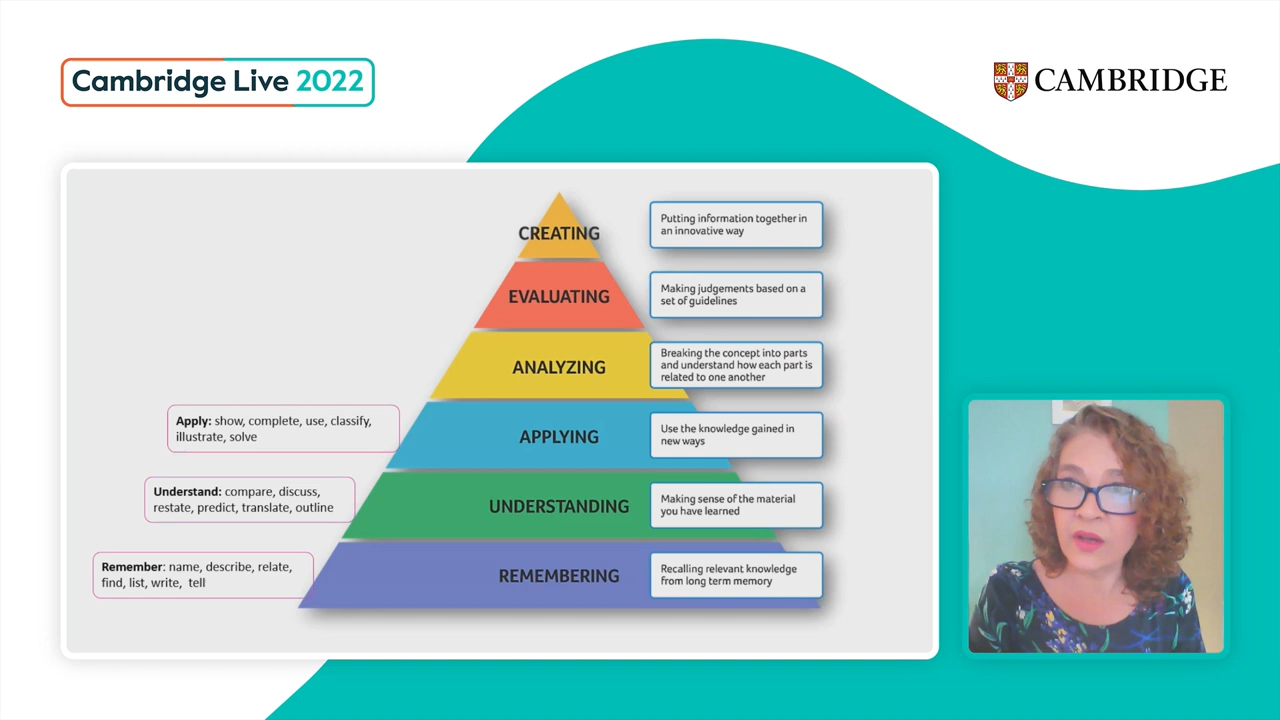 Cambridge Live 2022
CAMBRIDGE
CREATING
Putting information together in
an innovative way
EVALUATING
Making judgements based on a
set of guidelines
ANALYZING
Breaking the concept into parts
and understand how each part is
related to one another
Apply: show, complete, use, classify,
illustrate, solve
APPLYING
Use the knowledge gained in
new ways
Understand: compare, discuss,
restate, predict, translate, outline
UNDERSTANDING
Making sense of the material
you have learned
Remember: name, describe, relate,
find, list, write, tell
REMEMBERING
Recalling relevant knowledge
from long term memory